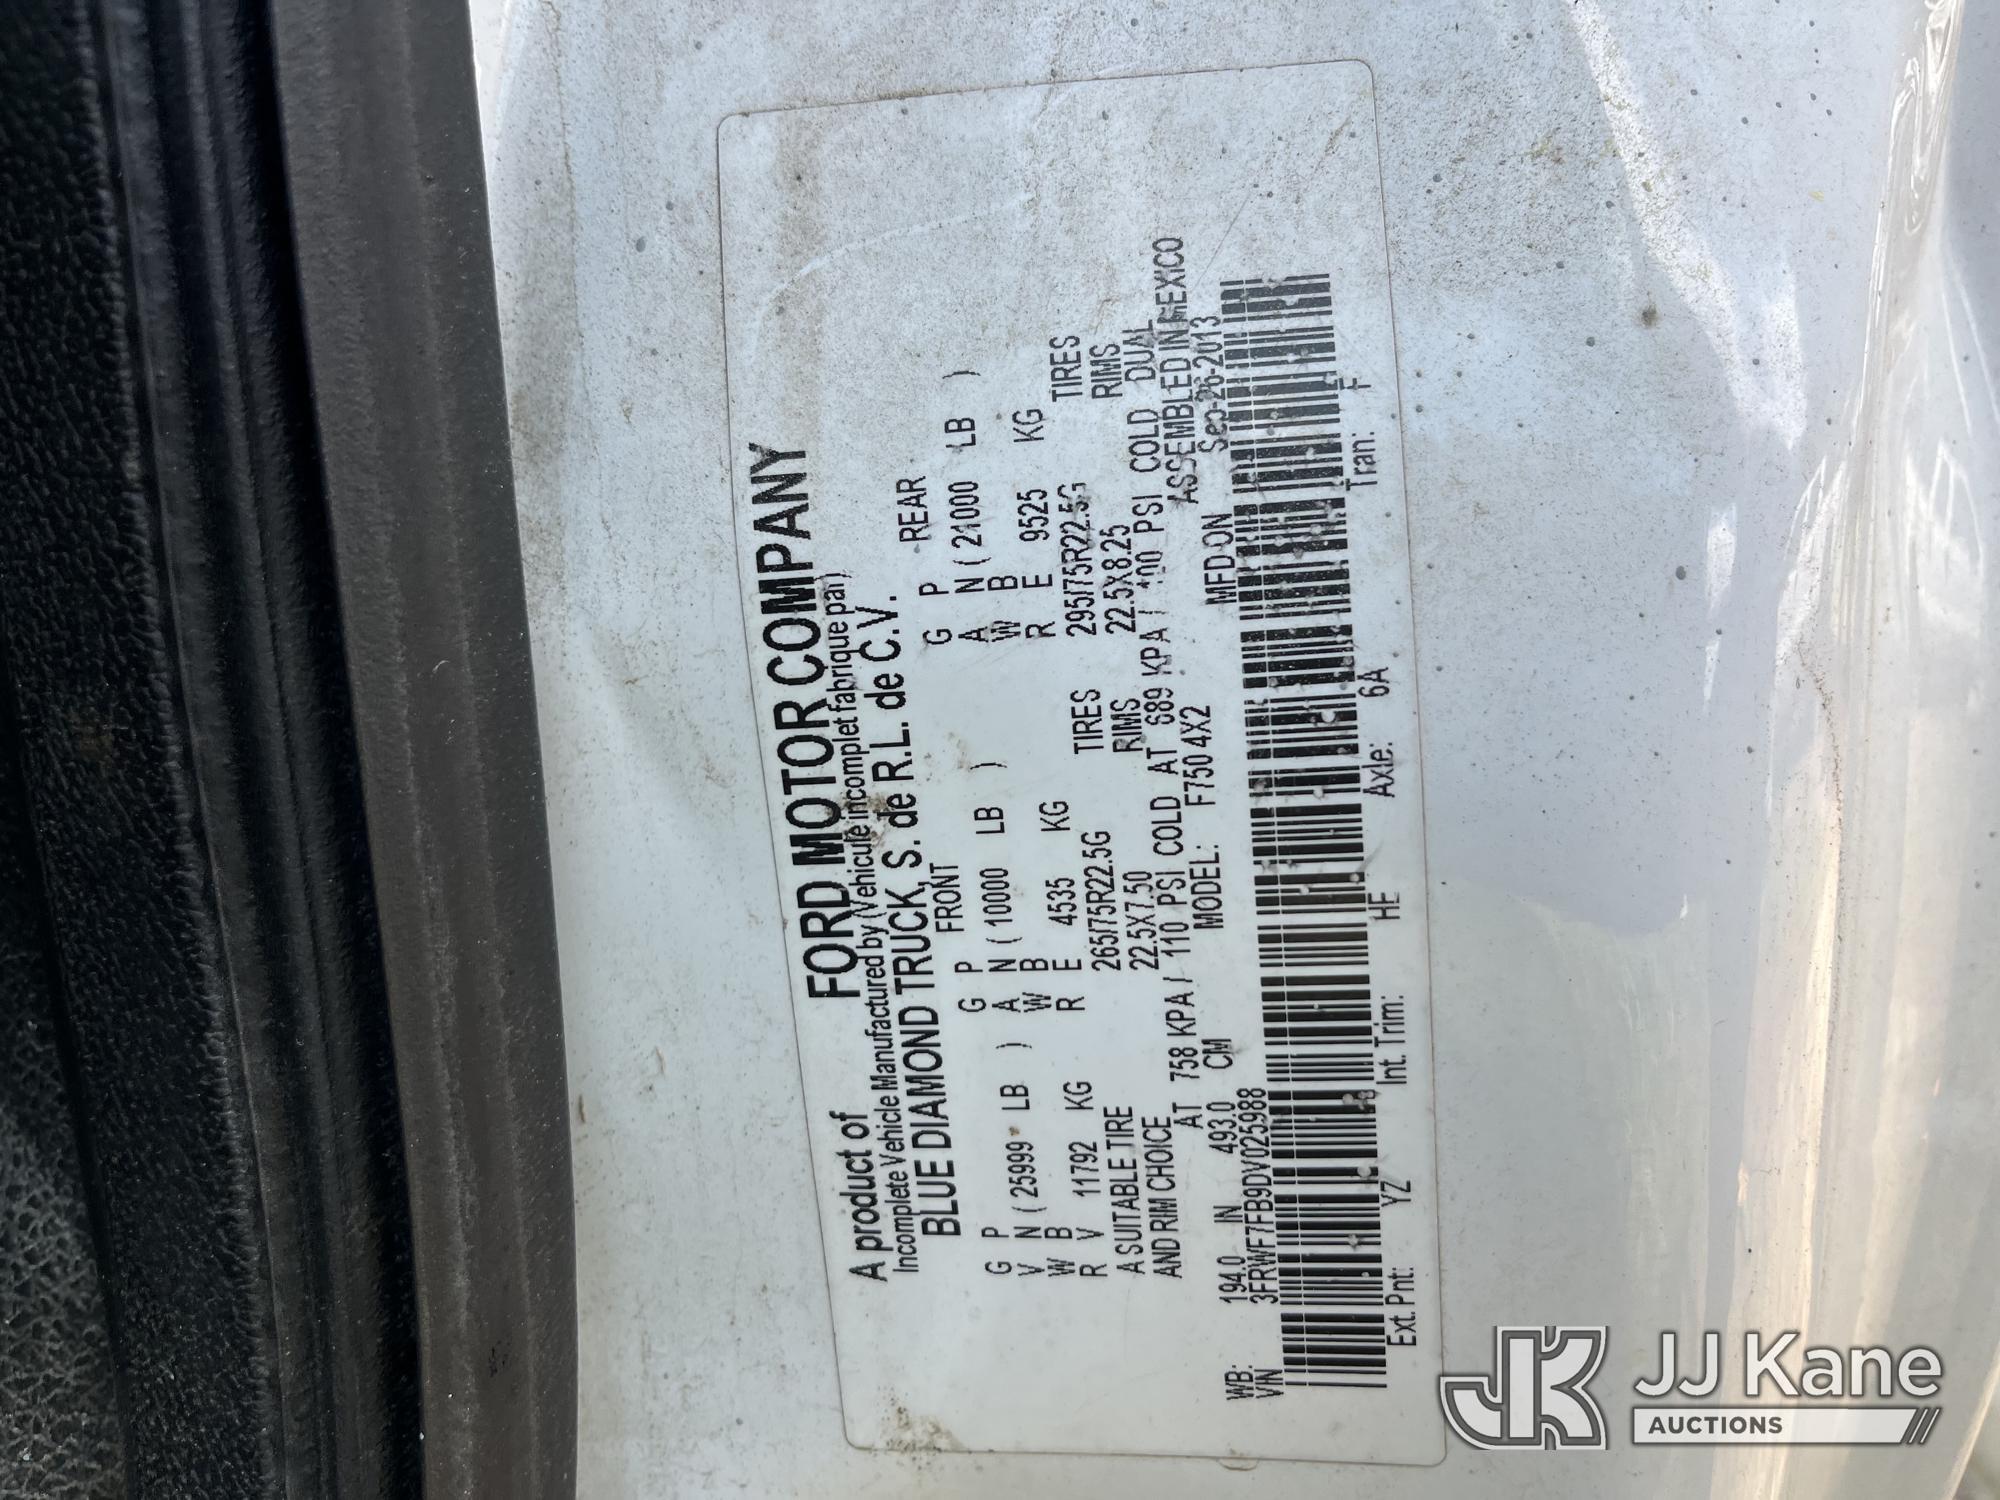 A product of FORD MOTOR COMPANY
Incomplete Vehicle Manufactured by (Vehicule incomplet fabrique par)
BLUE DIAMOND TRUCK, S. de R.L. de C.V.
FRONT REAR
G P G P G P
V N ( 25999 LB ) A N ( 10000 LB ) A N ( 21000 LB )
W B W B W B
R V 11792 KG R E 4535 KG R E 9525 KG
A SUITABLE TIRE 265/75R22.5G TIRES 295/75R22.5G TIRES
AND RIM CHOICE 22.5X7.50 RIMS 22.5X8.25 RIMS
AT 758 KPA / 110 PSI COLD AT 689 KPA / 100 PSI COLD DUAL
WB: 194.0 IN 493.0 CM MODEL: F750 4X2 ASSEMBLED IN MEXICO
VIN 3FRWF7FB9DV025988 MFD ON Sep-26-2013
Ext. Pnt: YZ Int. Trim: HE Axle: 6A Tran: F
JK JJ Kane
AUCTIONS